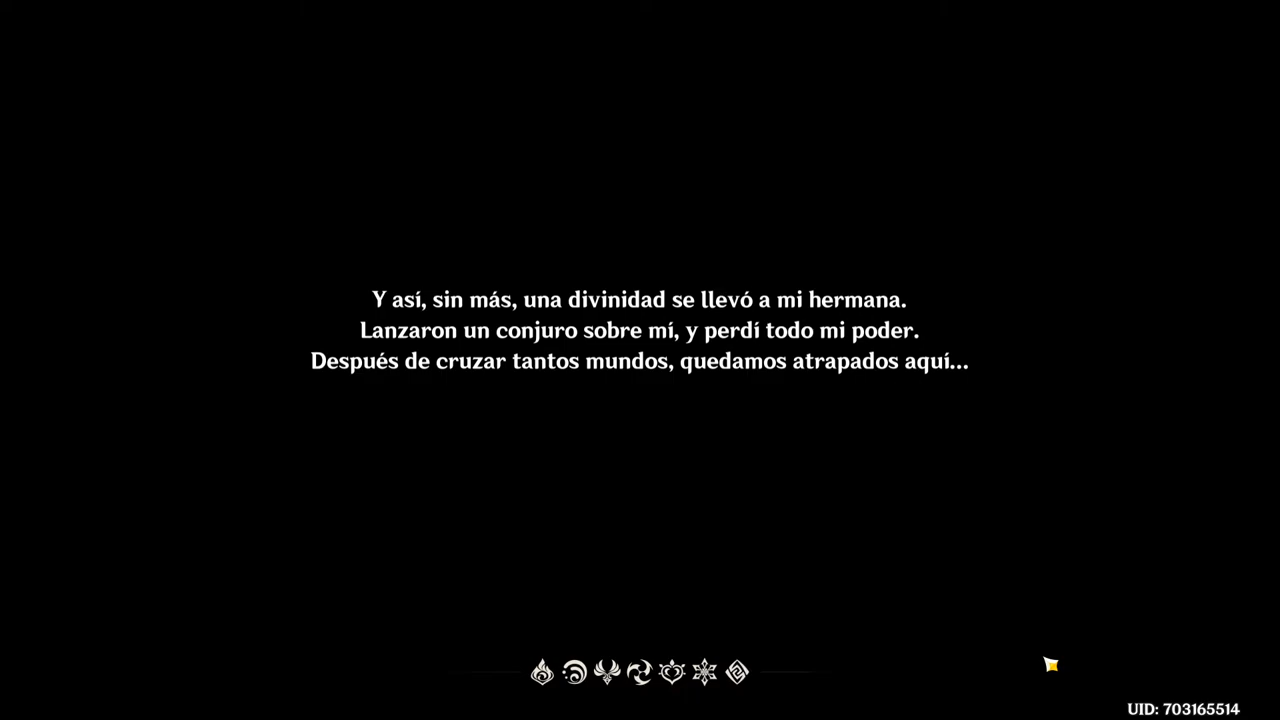 Y así, sin más, una divinidad se llevó a mi hermana.
Lanzaron un conjuro sobre mí, y perdí todo mi poder.
Después de cruzar tantos mundos, quedamos atrapados aquí...
UID: 703165514